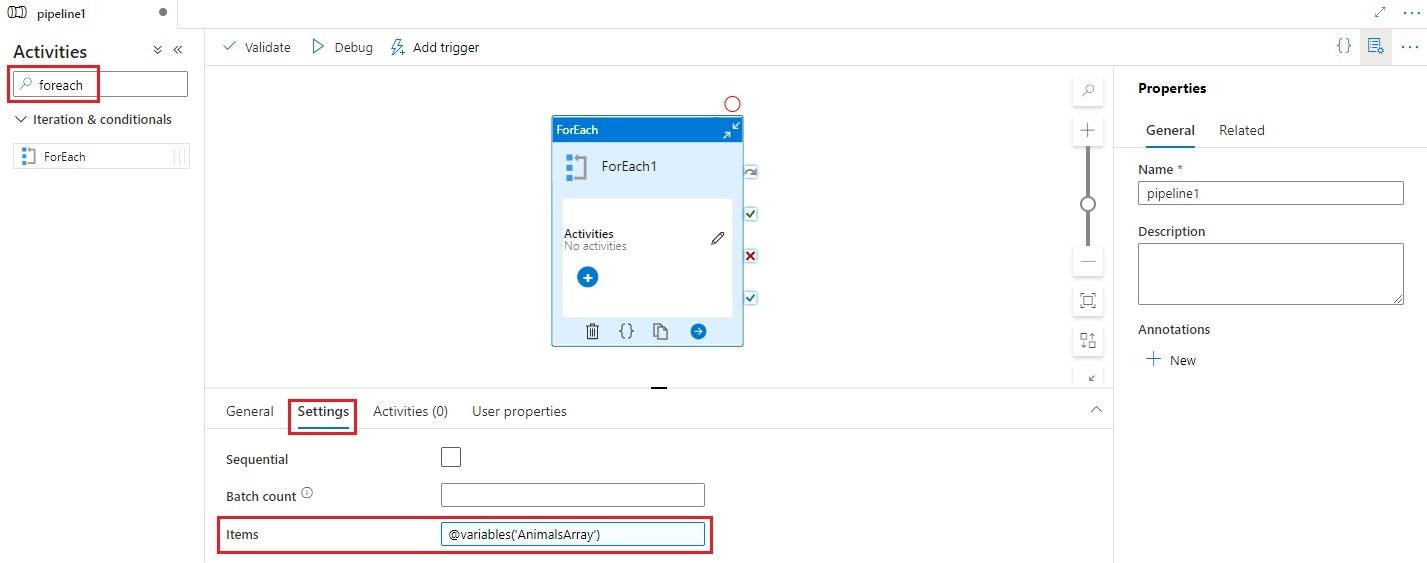 pipeline1
Activities
foreach
Iteration & conditionals
ForEach
Validate
Debug
Add trigger
{}
ForEach
ForEach1
Activities
No activities
{}
General
Settings
Activities (0)
User properties
Sequential
Batch count
Items
@variables('AnimalsArray')
Properties
General
Related
Name *
pipeline1
Description
Annotations
New